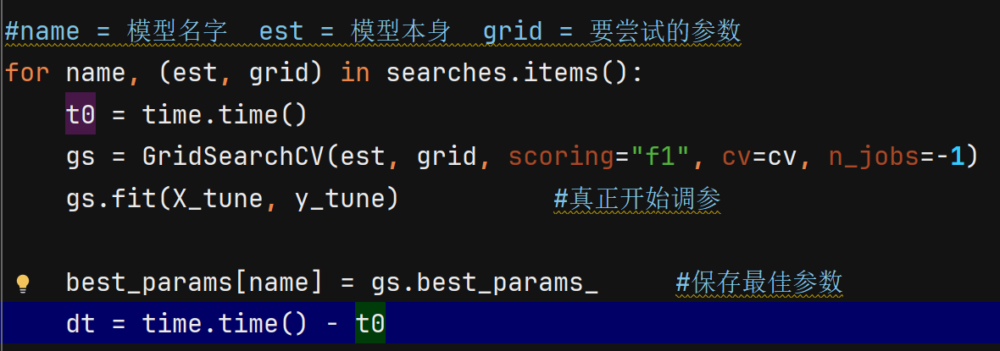 #name = 模型名字  est = 模型本身  grid = 要尝试的参数
for name, (est, grid) in searches.items():
    t0 = time.time()
    gs = GridSearchCV(est, grid, scoring="f1", cv=cv, n_jobs=-1)
    gs.fit(X_tune, y_tune)            #真正开始调参
    best_params[name] = gs.best_params_      #保存最佳参数
    dt = time.time() - t0